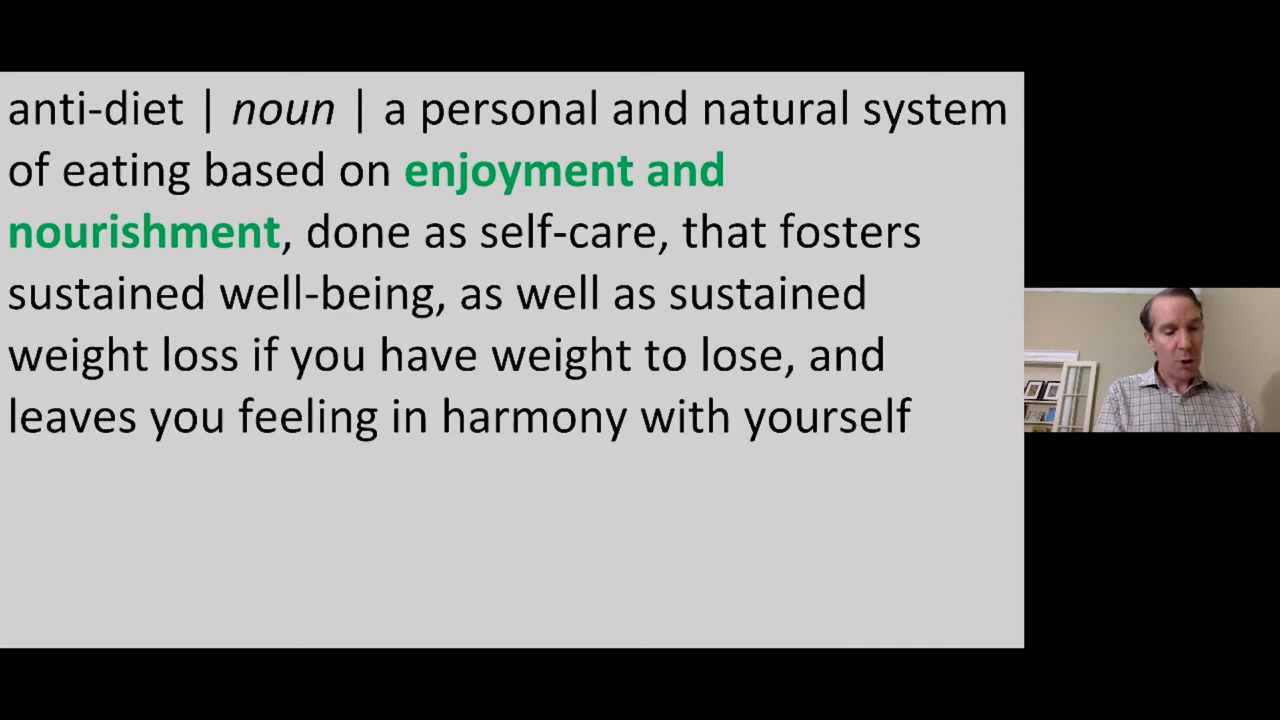 anti-diet | noun | a personal and natural system
of eating based on enjoyment and
nourishment, done as self-care, that fosters
sustained well-being, as well as sustained
weight loss if you have weight to lose, and
leaves you feeling in harmony with yourself